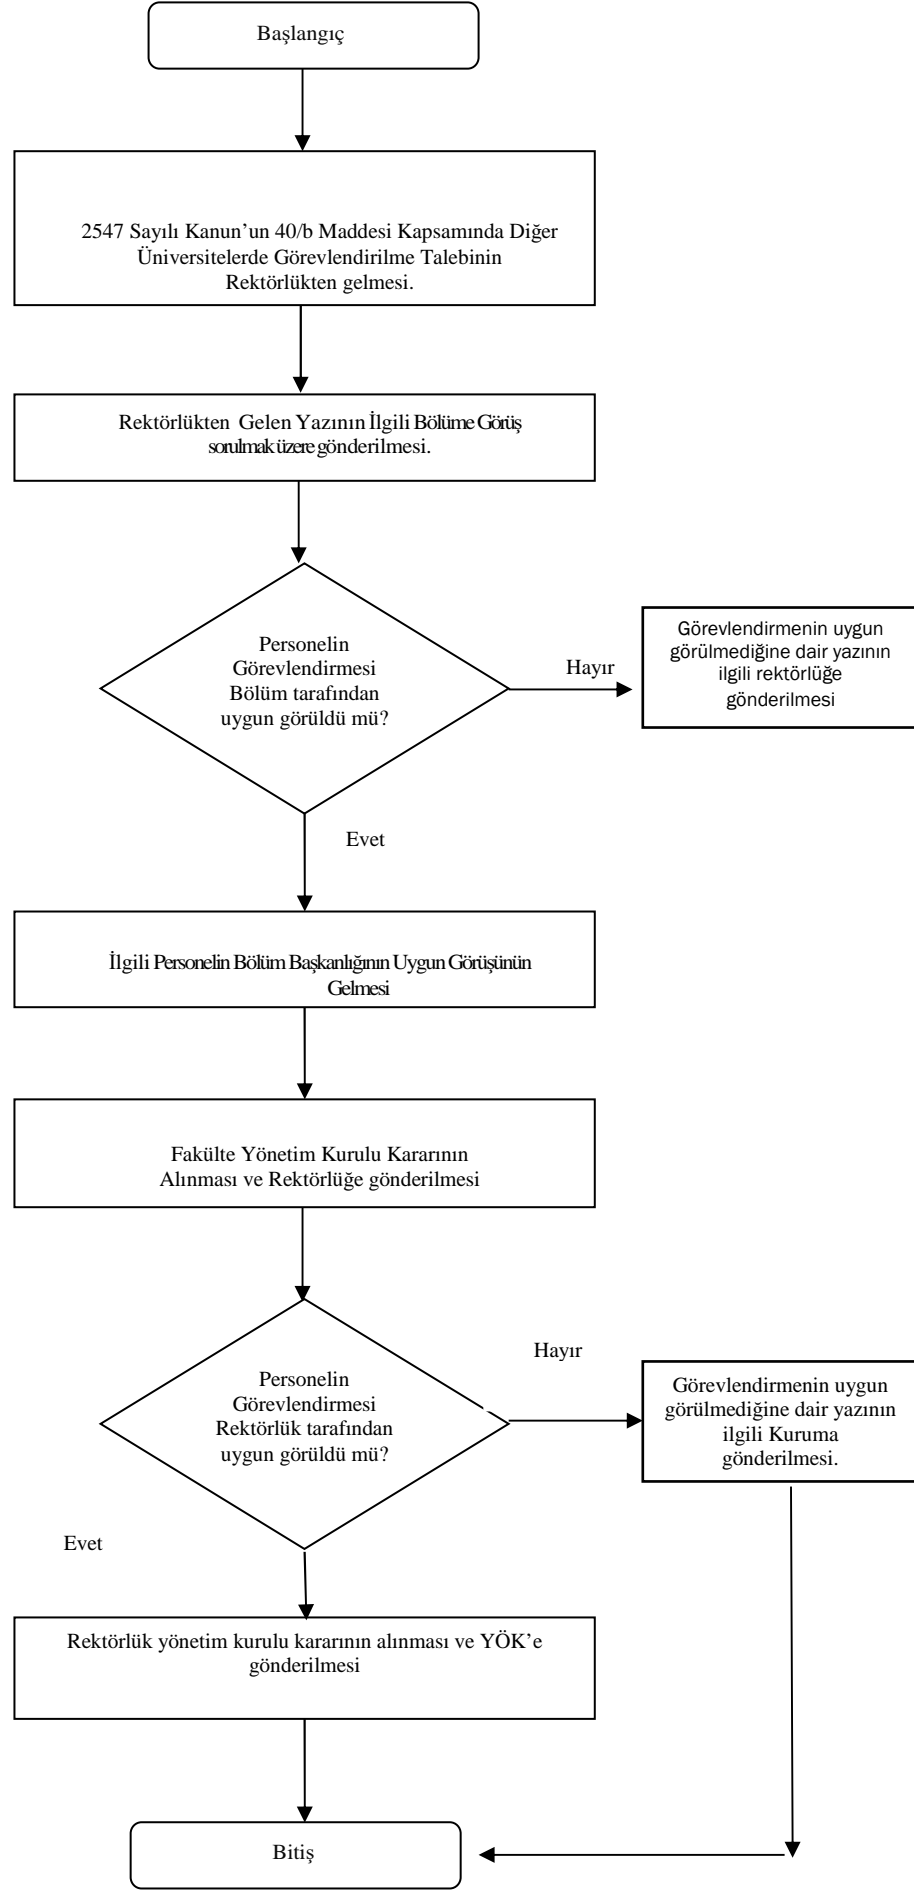 Başlangıç
2547 Sayılı Kanun’un 40/b Maddesi Kapsamında Diğer
Üniversitelerde Görevlendirilme Talebinin
Rektörlükten gelmesi.
Rektörlükten Gelen Yazının İlgili Bölüme Görüş
sorulmak üzere gönderilmesi.
Personelin
Görevlendirmesi
Bölüm tarafından
uygun görüldü mü?
Hayır
Görevlendirmenin uygun
görülmediğine dair yazının
ilgili rektörlüğe
gönderilmesi
Evet
İlgili Personelin Bölüm Başkanlığının Uygun Görüşünün
Gelmesi
Fakülte Yönetim Kurulu Kararının
Alınması ve Rektörlüğe gönderilmesi
Personelin
Görevlendirmesi
Rektörlük tarafından
uygun görüldü mü?
Hayır
Görevlendirmenin uygun
görülmediğine dair yazının
ilgili Kuruma
gönderilmesi.
Evet
Rektörlük yönetim kurulu kararının alınması ve YÖK’e
gönderilmesi
Bitiş